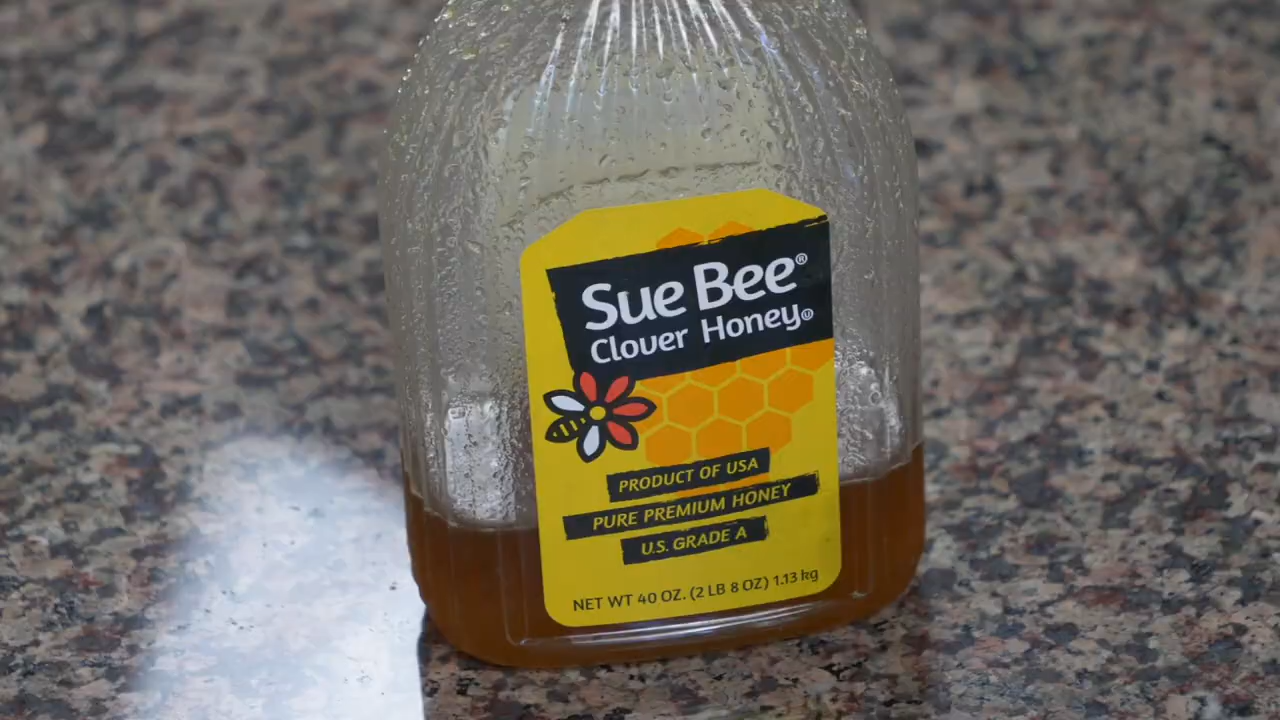 Sue Bee®
Clover Honey
PRODUCT OF USA
PURE PREMIUM HONEY
U.S. GRADE A
NET WT 40 OZ. (2 LB 8 OZ) 1.13 kg